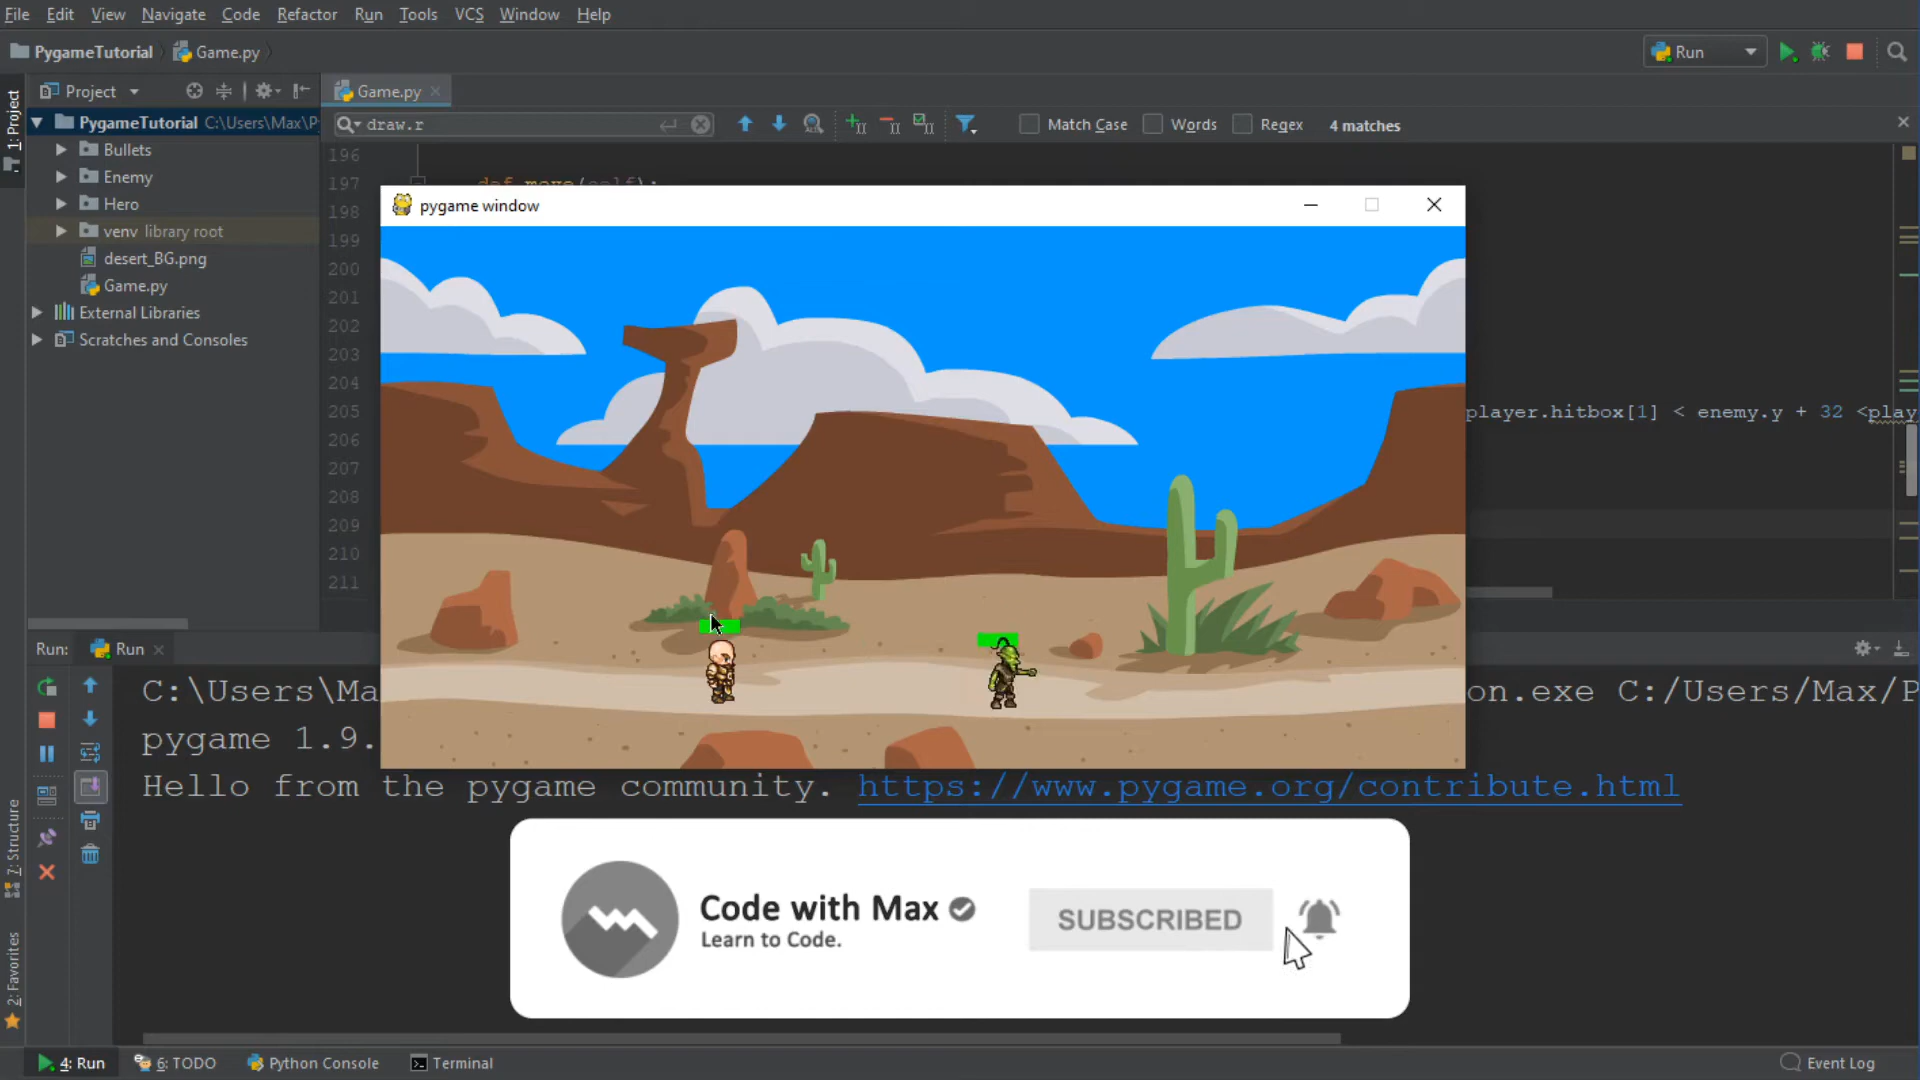 File Edit View Navigate Code Refactor Run Tools VCS Window Help
PygameTutorial Game.py
Run
1: Project
Project
Game.py
PygameTutorial C:\Users\Max\P
draw.r
Match Case Words Regex 4 matches
Bullets
Enemy
Hero
venv library root
desert_BG.png
Game.py
External Libraries
Scratches and Consoles
196
197
198
199
200
201
202
203
204
205
206
207
208
209
210
211
def move(self):
pygame window
player.hitbox[1] < enemy.y + 32 <play
Run: Run
C:\Users\Ma
on.exe C:/Users/Max/P
pygame 1.9.
Hello from the pygame community. https://www.pygame.org/contribute.html
7: Structure
2: Favorites
Code with Max
Learn to Code.
SUBSCRIBED
4: Run 6: TODO Python Console Terminal Event Log